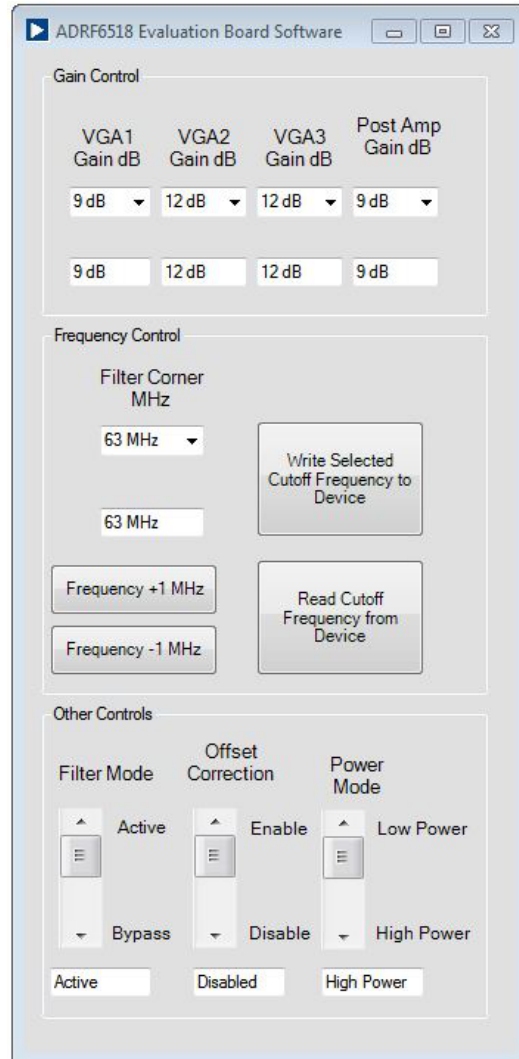 ADRF6518 Evaluation Board Software
Gain Control
VGA1 Gain dB
VGA2 Gain dB
VGA3 Gain dB
Post Amp Gain dB
9 dB 12 dB 12 dB 9 dB
9 dB 12 dB 12 dB 9 dB
Frequency Control
Filter Corner
MHz
63 MHz
63 MHz
Write Selected
Cutoff Frequency to
Device
Frequency +1 MHz
Frequency -1 MHz
Read Cutoff
Frequency from
Device
Other Controls
Filter Mode
Active
Bypass
Active
Offset
Correction
Enable
Disable
Disabled
Power
Mode
Low Power
High Power
High Power